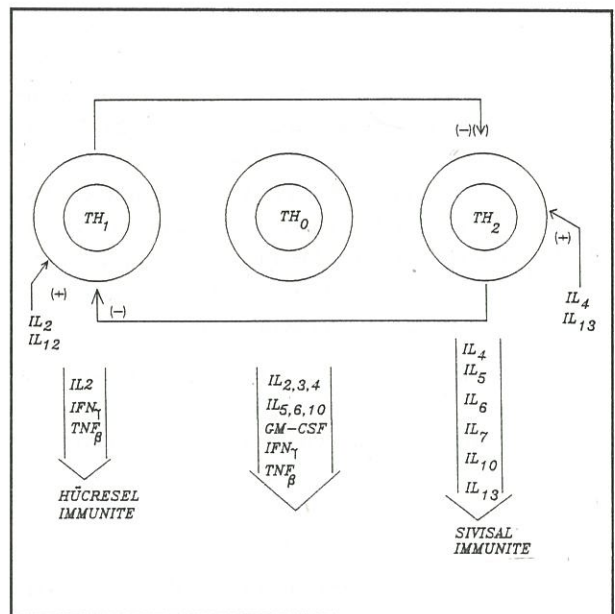 (-)(v)
TH1
TH0
TH2
(+)
(-)
(+)
IL2
IL12
IL4
IL13
IL2
IFNγ
TNFβ
HÜCRESEL
IMMUNITE
IL2,3,4
IL5,6,10
GM-CSF
IFNγ
TNFβ
IL4
IL5
IL6
IL7
IL10
IL13
SIVISAL
IMMUNITE